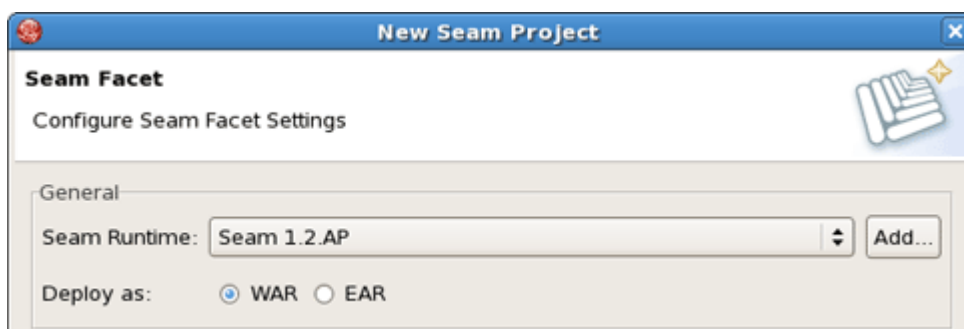 New Seam Project
Seam Facet
Configure Seam Facet Settings
General
Seam Runtime: Seam 1.2.AP Add...
Deploy as: WAR EAR